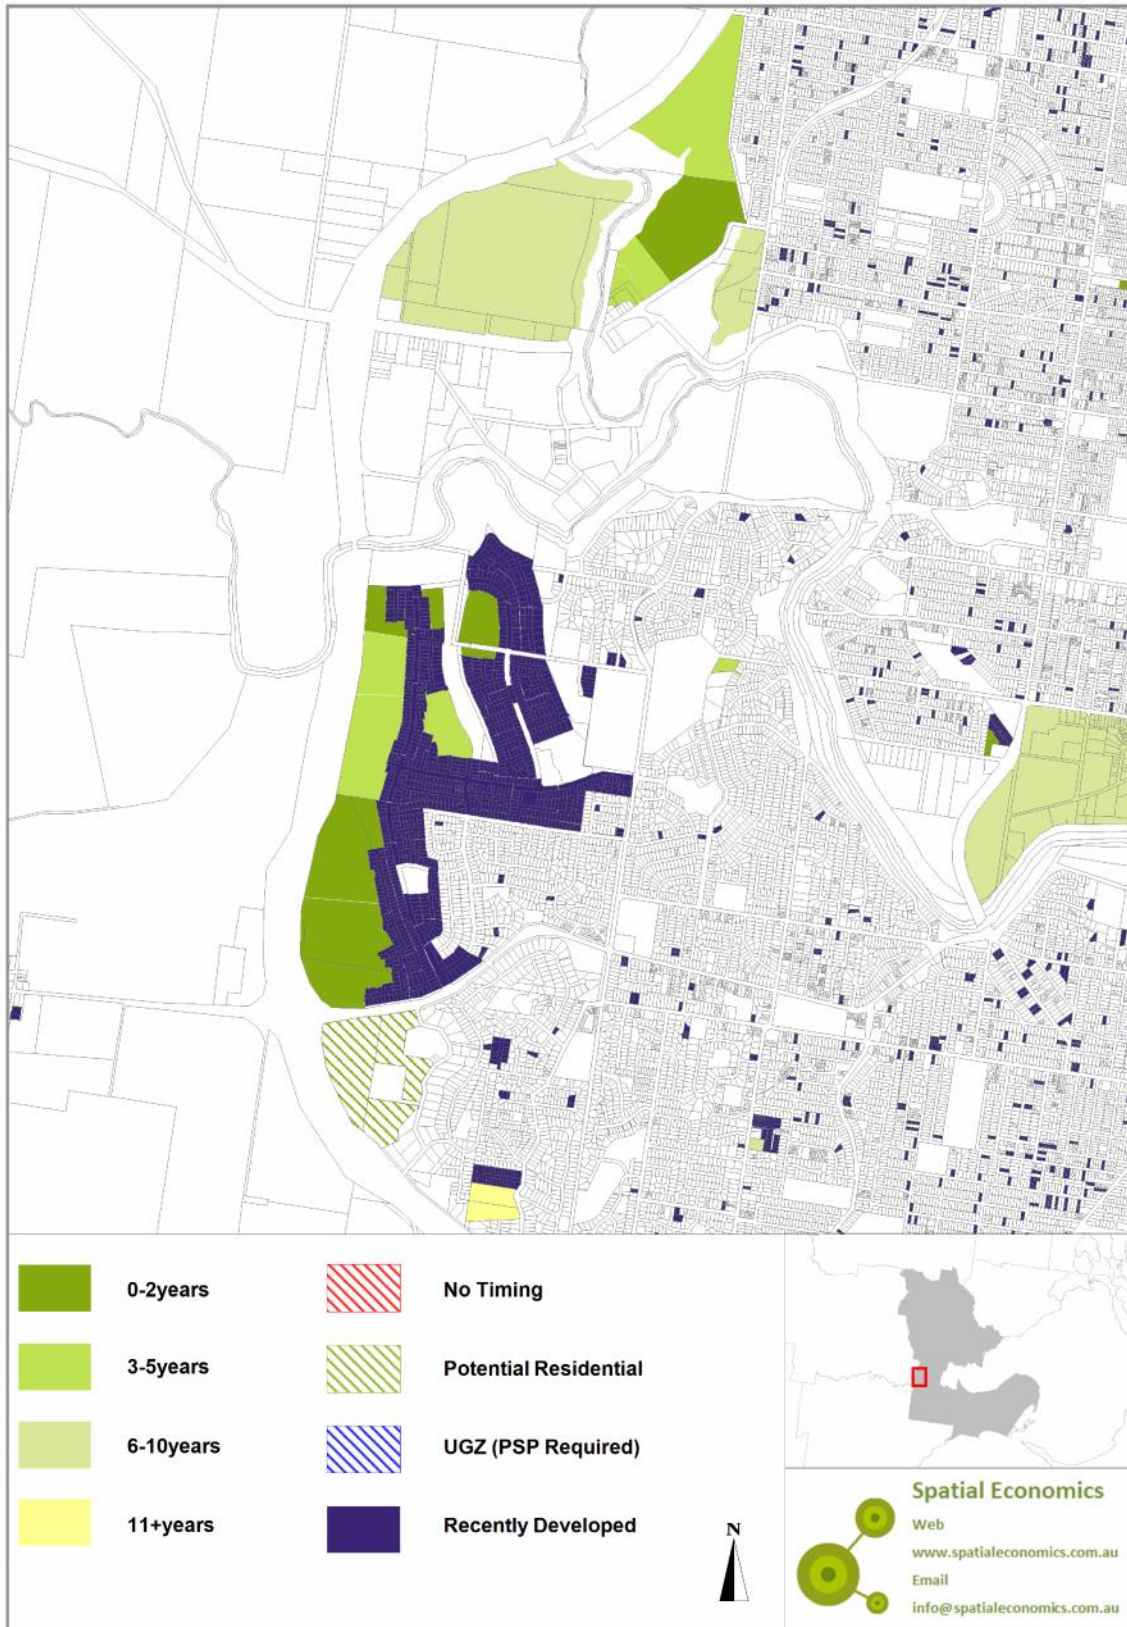 0-2years
3-5years
6-10years
11+years
No Timing
Potential Residential
UGZ (PSP Required)
Recently Developed
N
Spatial Economics
Web
www.spatialeconomics.com.au
Email
info@spatialeconomics.com.au